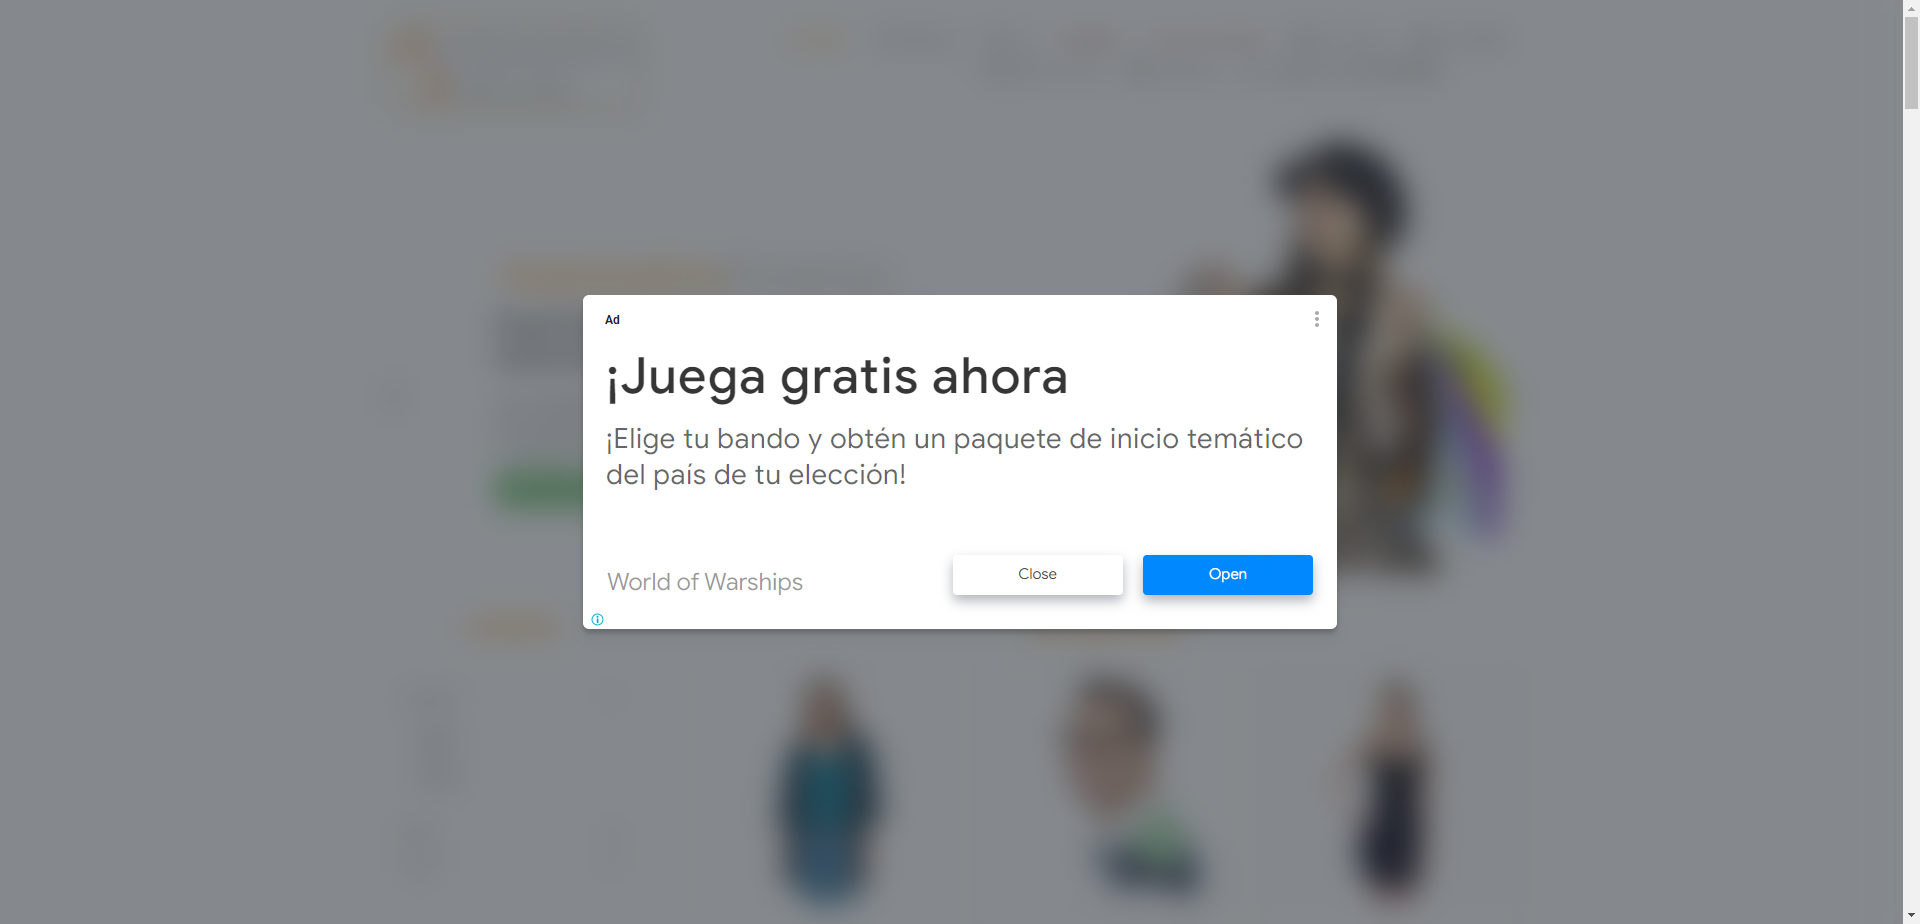 Ad
¡Juega gratis ahora
¡Elige tu bando y obtén un paquete de inicio temático
del país de tu elección!
World of Warships
Close
Open